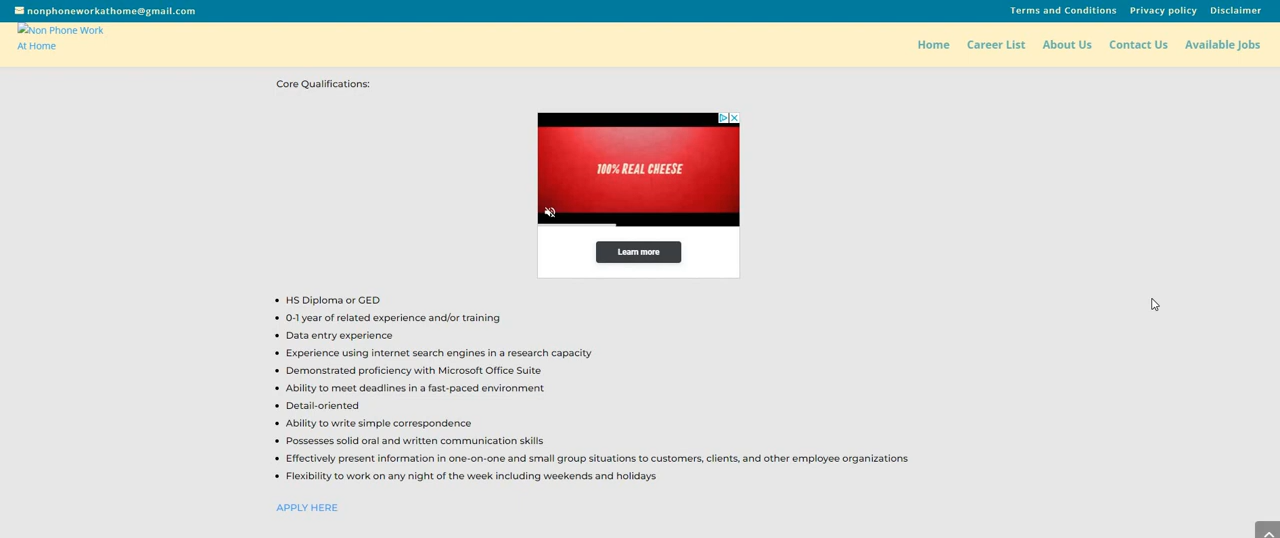 nonphoneworkathome@gmail.com
Terms and Conditions Privacy policy Disclaimer
Non Phone Work
At Home
Home Career List About Us Contact Us Available Jobs
Core Qualifications:
100% REAL CHEESE
Learn more
HS Diploma or GED
0-1 year of related experience and/or training
Data entry experience
Experience using internet search engines in a research capacity
Demonstrated proficiency with Microsoft Office Suite
Ability to meet deadlines in a fast-paced environment
Detail-oriented
Ability to write simple correspondence
Possesses solid oral and written communication skills
Effectively present information in one-on-one and small group situations to customers, clients, and other employee organizations
Flexibility to work on any night of the week including weekends and holidays
APPLY HERE